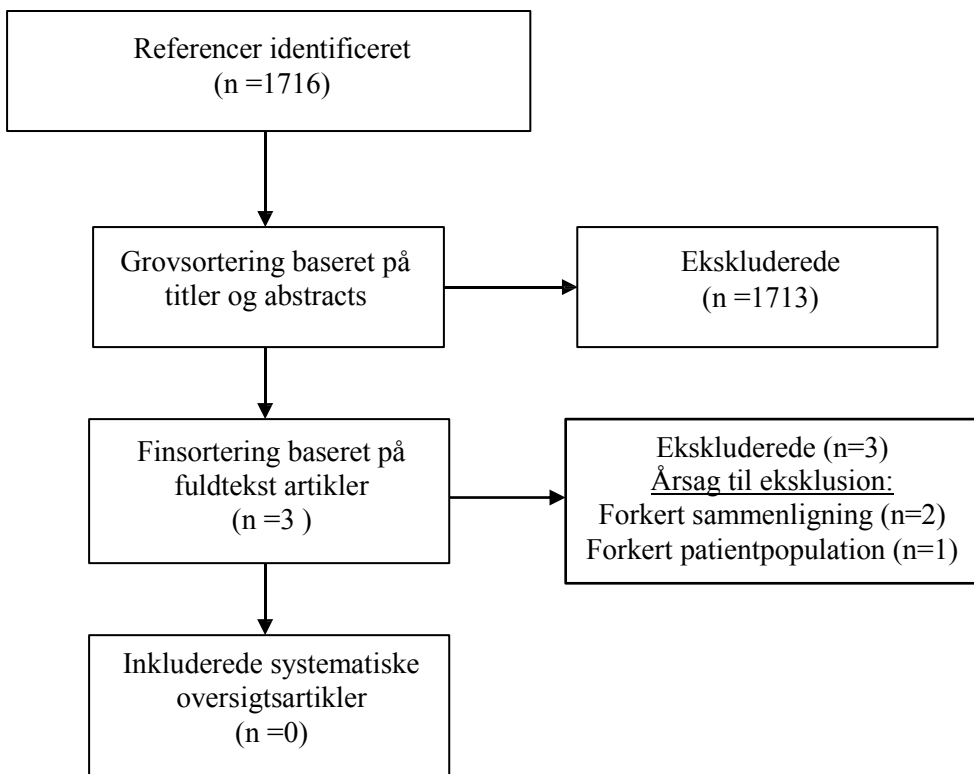 Referencer identificeret
(n =1716)
Grovsortering baseret på
titler og abstracts
Ekskluderede
(n =1713)
Finsortering baseret på
fuldtekst artikler
(n =3 )
Ekskluderede (n=3)
Årsag til eksklusion:
Forkert sammenligning (n=2)
Forkert patientpopulation (n=1)
Inkluderede systematiske
oversigtsartikler
(n =0)